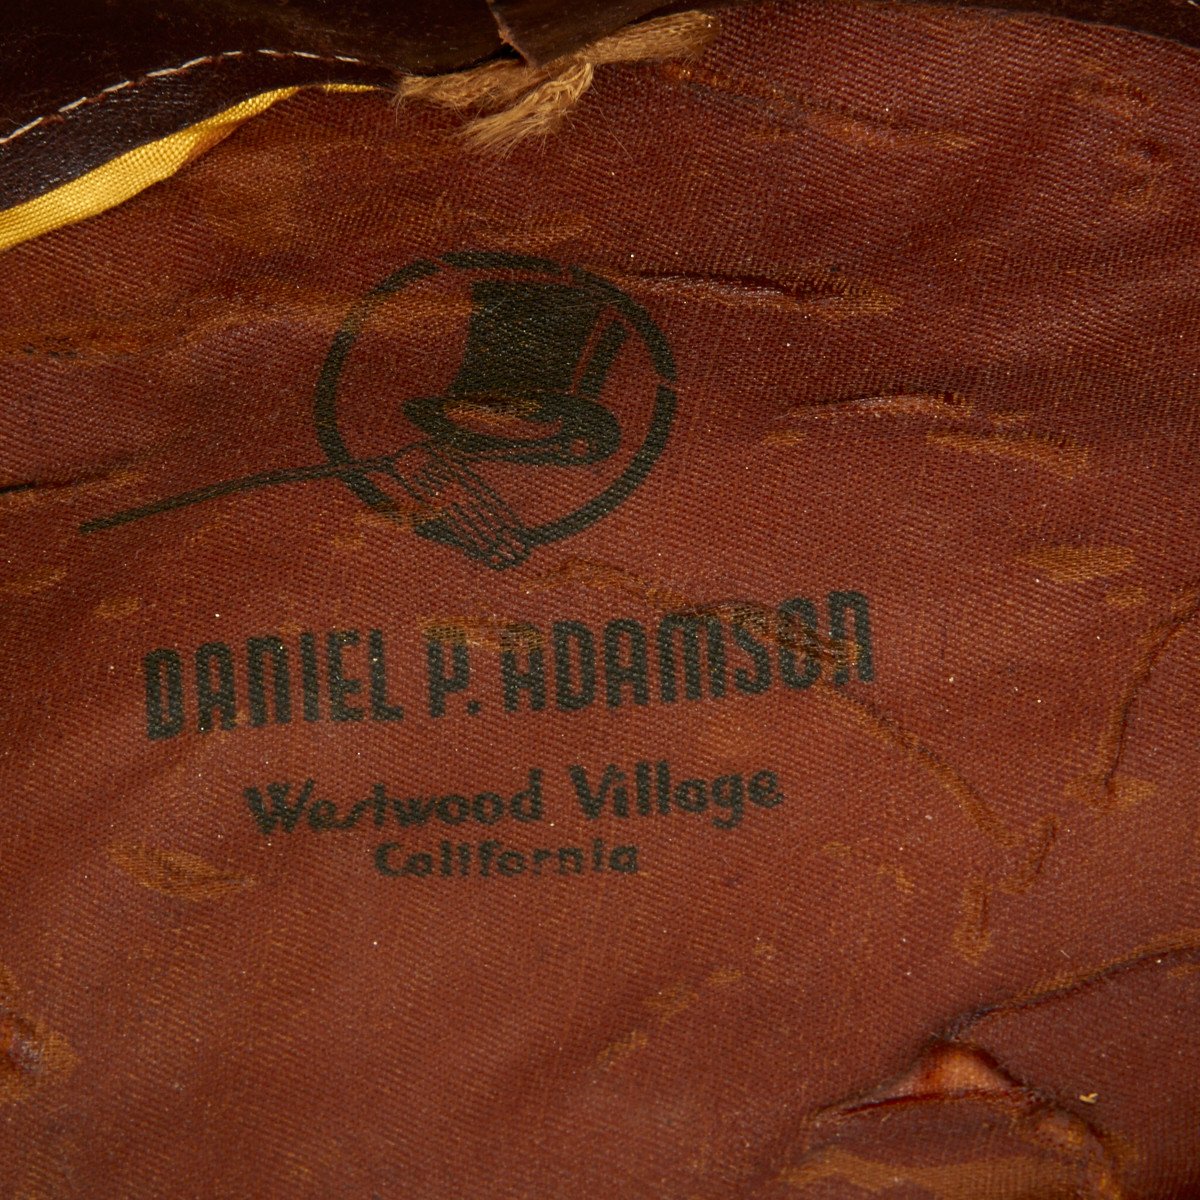 DANIEL P. ADAMSON
Westwood Village
California